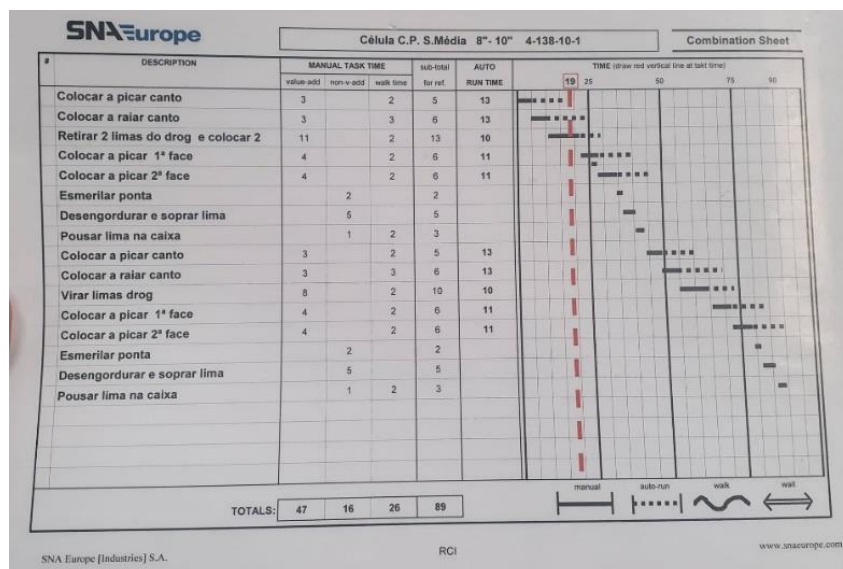 SNA Europe
Célula C.P. S.Média 8"- 10" 4-138-10-1
Combination Sheet
# DESCRIPTION MANUAL TASK TIME sub-total AUTO TIME (draw red vertical line at takt time)
value-add non-v-add walk time for ref. RUN TIME 19 25 50 75 90
Colocar a picar canto 3 2 5 13
Colocar a raiar canto 3 3 6 13
Retirar 2 limas do drog e colocar 2 11 2 13 10
Colocar a picar 1ª face 4 2 6 11
Colocar a picar 2ª face 4 2 6 11
Esmerilar ponta 2 2
Desengordurar e soprar lima 5 5
Pousar lima na caixa 1 2 3
Colocar a picar canto 3 2 5 13
Colocar a raiar canto 3 3 6 13
Virar limas drog 8 2 10 10
Colocar a picar 1ª face 4 2 6 11
Colocar a picar 2ª face 4 2 6 11
Esmerilar ponta 2 2
Desengordurar e soprar lima 5 5
Pousar lima na caixa 1 2 3
manual auto-run walk wait
TOTALS: 47 16 26 89
SNA Europe [Industries] S.A. RCI www.snaeurope.com